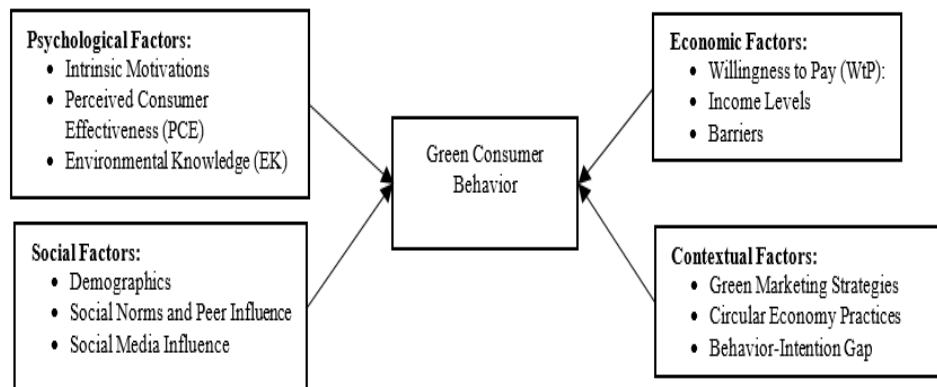 Psychological Factors:
• Intrinsic Motivations
• Perceived Consumer
Effectiveness (PCE)
• Environmental Knowledge (EK)
Social Factors:
• Demographics
• Social Norms and Peer Influence
• Social Media Influence
Green Consumer
Behavior
Economic Factors:
• Willingness to Pay (WtP):
• Income Levels
• Barriers
Contextual Factors:
• Green Marketing Strategies
• Circular Economy Practices
• Behavior-Intention Gap